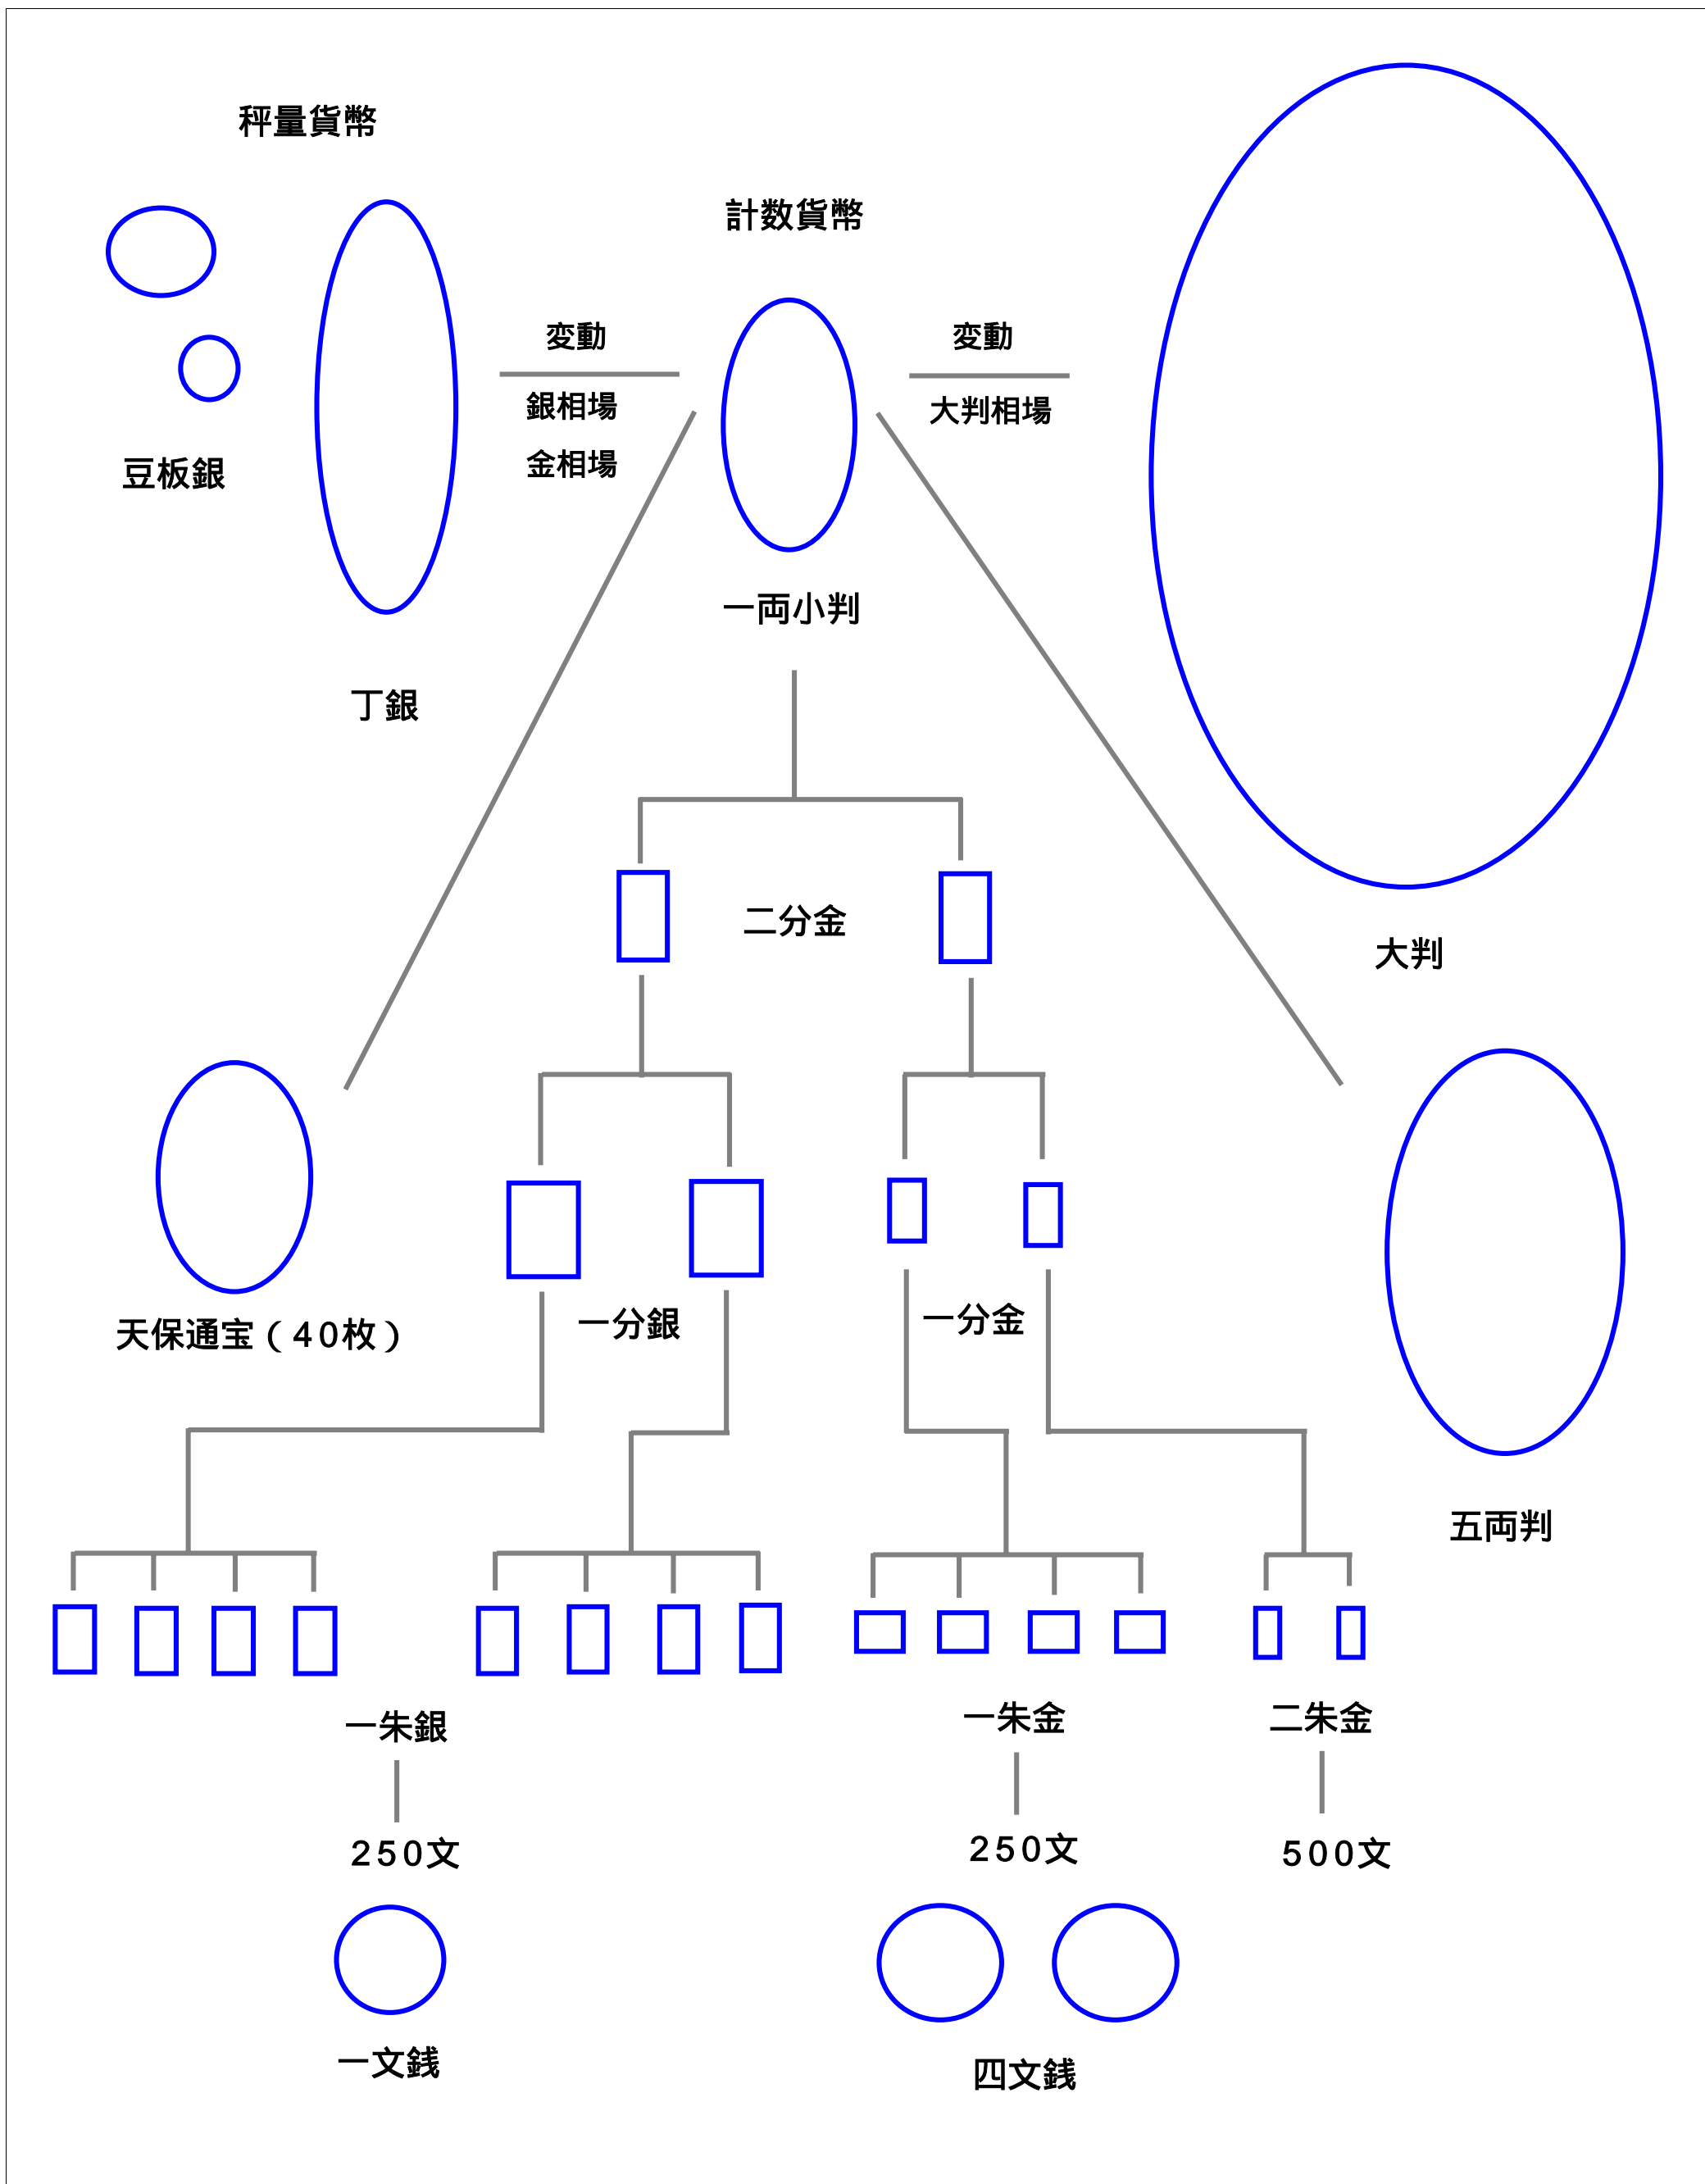 秤量貨幣
計数貨幣
変動
銀相場
金相場
変動
大判相場
豆板銀
一両小判
丁銀
二分金
大判
天保通宝(40枚)
一分銀
一分金
五両判
一朱銀
一朱金
二朱金
250文
250文
500文
一文銭
四文銭